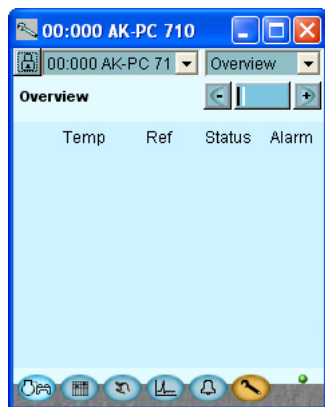 00:000 AK-PC 710
00:000 AK-PC 71 Overview
Overview
Temp Ref Status Alarm